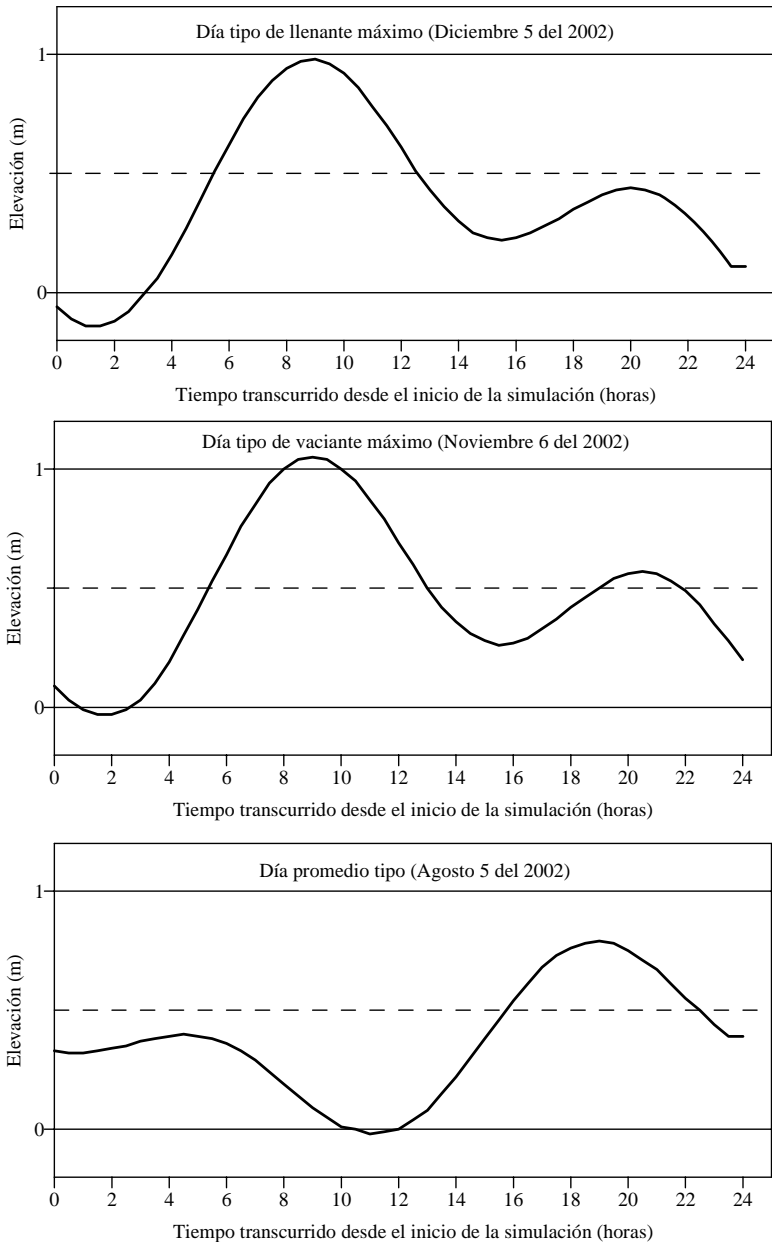 Día tipo de llenante máximo (Diciembre 5 del 2002)
1
Elevación (m)
0
0 2 4 6 8 10 12 14 16 18 20 22 24
Tiempo transcurrido desde el inicio de la simulación (horas)
Día tipo de vaciante máximo (Noviembre 6 del 2002)
1
Elevación (m)
0
0 2 4 6 8 10 12 14 16 18 20 22 24
Tiempo transcurrido desde el inicio de la simulación (horas)
Día promedio tipo (Agosto 5 del 2002)
1
Elevación (m)
0
0 2 4 6 8 10 12 14 16 18 20 22 24
Tiempo transcurrido desde el inicio de la simulación (horas)